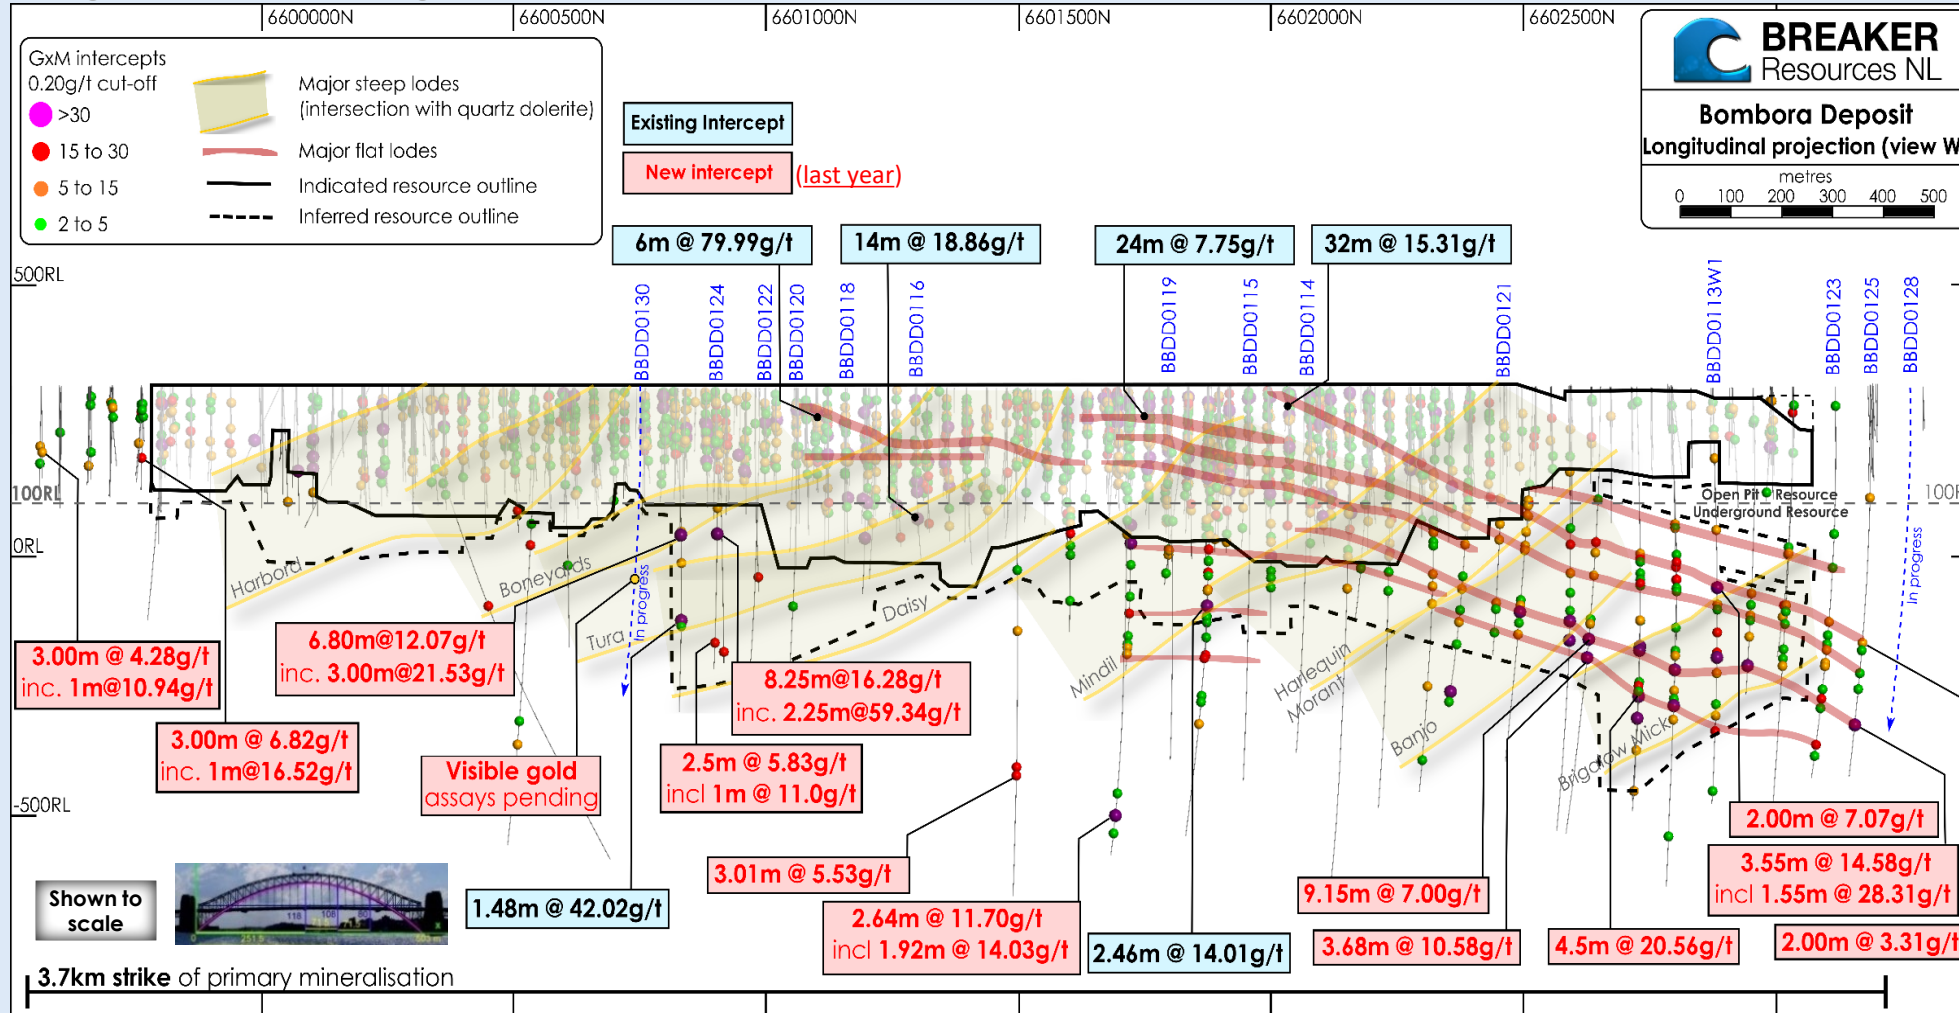 6600000N
6600500N
6601000N
6601500N
6602000N
6602500N
GxM intercepts
0.20g/t cut-off
>30
15 to 30
5 to 15
2 to 5
Major steep lodes
(intersection with quartz dolerite)
Major flat lodes
Indicated resource outline
Inferred resource outline
Existing Intercept
New intercept
(last year)
BREAKER
Resources NL
Bombora Deposit
Longitudinal projection (view W
metres
0 100 200 300 400 500
6m @ 79.99g/t
14m @ 18.86g/t
24m @ 7.75g/t
32m @ 15.31g/t
500RL
BBDD0130
BBDD0124
BBDD0122
BBDD0120
BBDD0118
BBDD0116
BBDD0119
BBDD0115
BBDD0114
BBDD0121
BBDD0113W1
BBDD0123
BBDD0125
BBDD0128
100RL
100R
Open Pit Resource
Underground Resource
0RL
Harbord
Boneyards
Tura
Daisy
Mindil
Harlequin
Morant
Banjo
Brigalow Mick
In progress
In progress
3.00m @ 4.28g/t
inc. 1m@10.94g/t
6.80m@12.07g/t
inc. 3.00m@21.53g/t
8.25m@16.28g/t
inc. 2.25m@59.34g/t
3.00m @ 6.82g/t
inc. 1m@16.52g/t
Visible gold
assays pending
2.5m @ 5.83g/t
incl 1m @ 11.0g/t
-500RL
2.00m @ 7.07g/t
3.01m @ 5.53g/t
3.55m @ 14.58g/t
incl 1.55m @ 28.31g/t
9.15m @ 7.00g/t
1.48m @ 42.02g/t
2.64m @ 11.70g/t
incl 1.92m @ 14.03g/t
2.46m @ 14.01g/t
3.68m @ 10.58g/t
4.5m @ 20.56g/t
2.00m @ 3.31g/t
Shown to
scale
118
108
251.5
3.7km strike of primary mineralisation